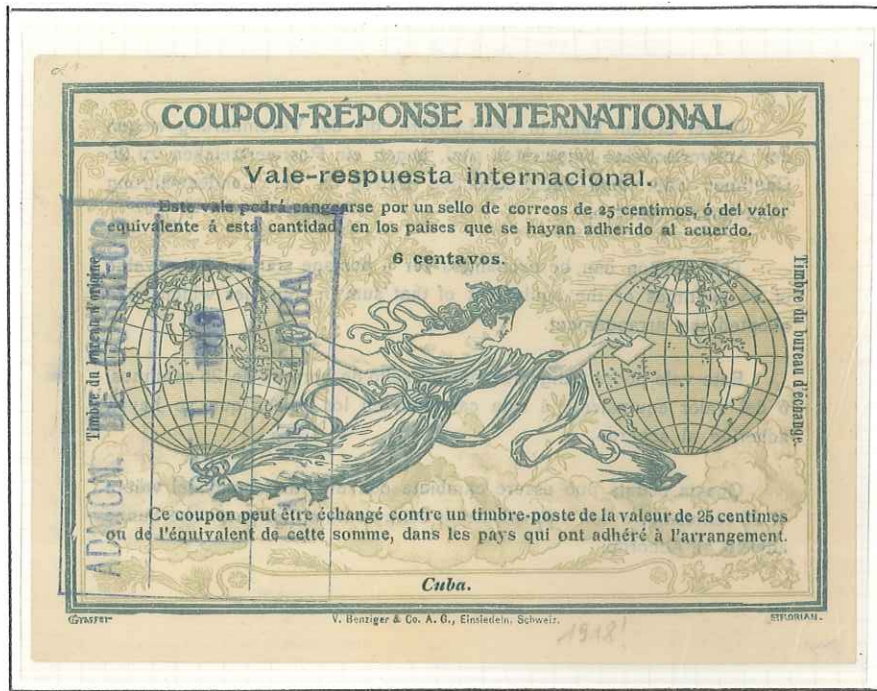 COUPON-RÉPONSE INTERNATIONAL
Vale-respuesta internacional.
Este vale podrá cangearse por un sello de correos de 25 centimos, ó del valor
equivalente á esta cantidad, en los paises que se hayan adherido al acuerdo.
6 centavos.
Timbre du bureau d'origine
Timbre du bureau d'échange.
ADMON. DE CORREOS
Ce coupon peut être échangé contre un timbre-poste de la valeur de 25 centimes
ou de l'équivalent de cette somme, dans les pays qui ont adhéré à l'arrangement.
Cuba.
Grasset
V. Benziger & Co. A. G., Einsiedeln, Schweiz.
1918!